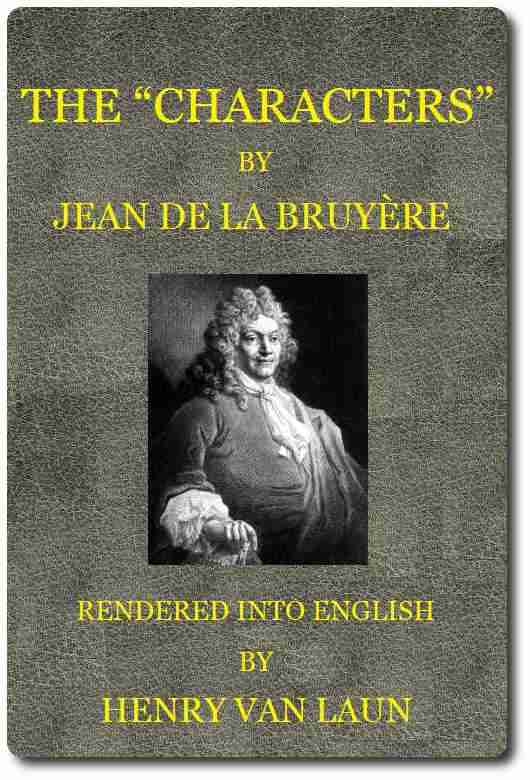 THE “CHARACTERS”
BY
JEAN DE LA BRUYÈRE
RENDERED INTO ENGLISH
BY
HENRY VAN LAUN